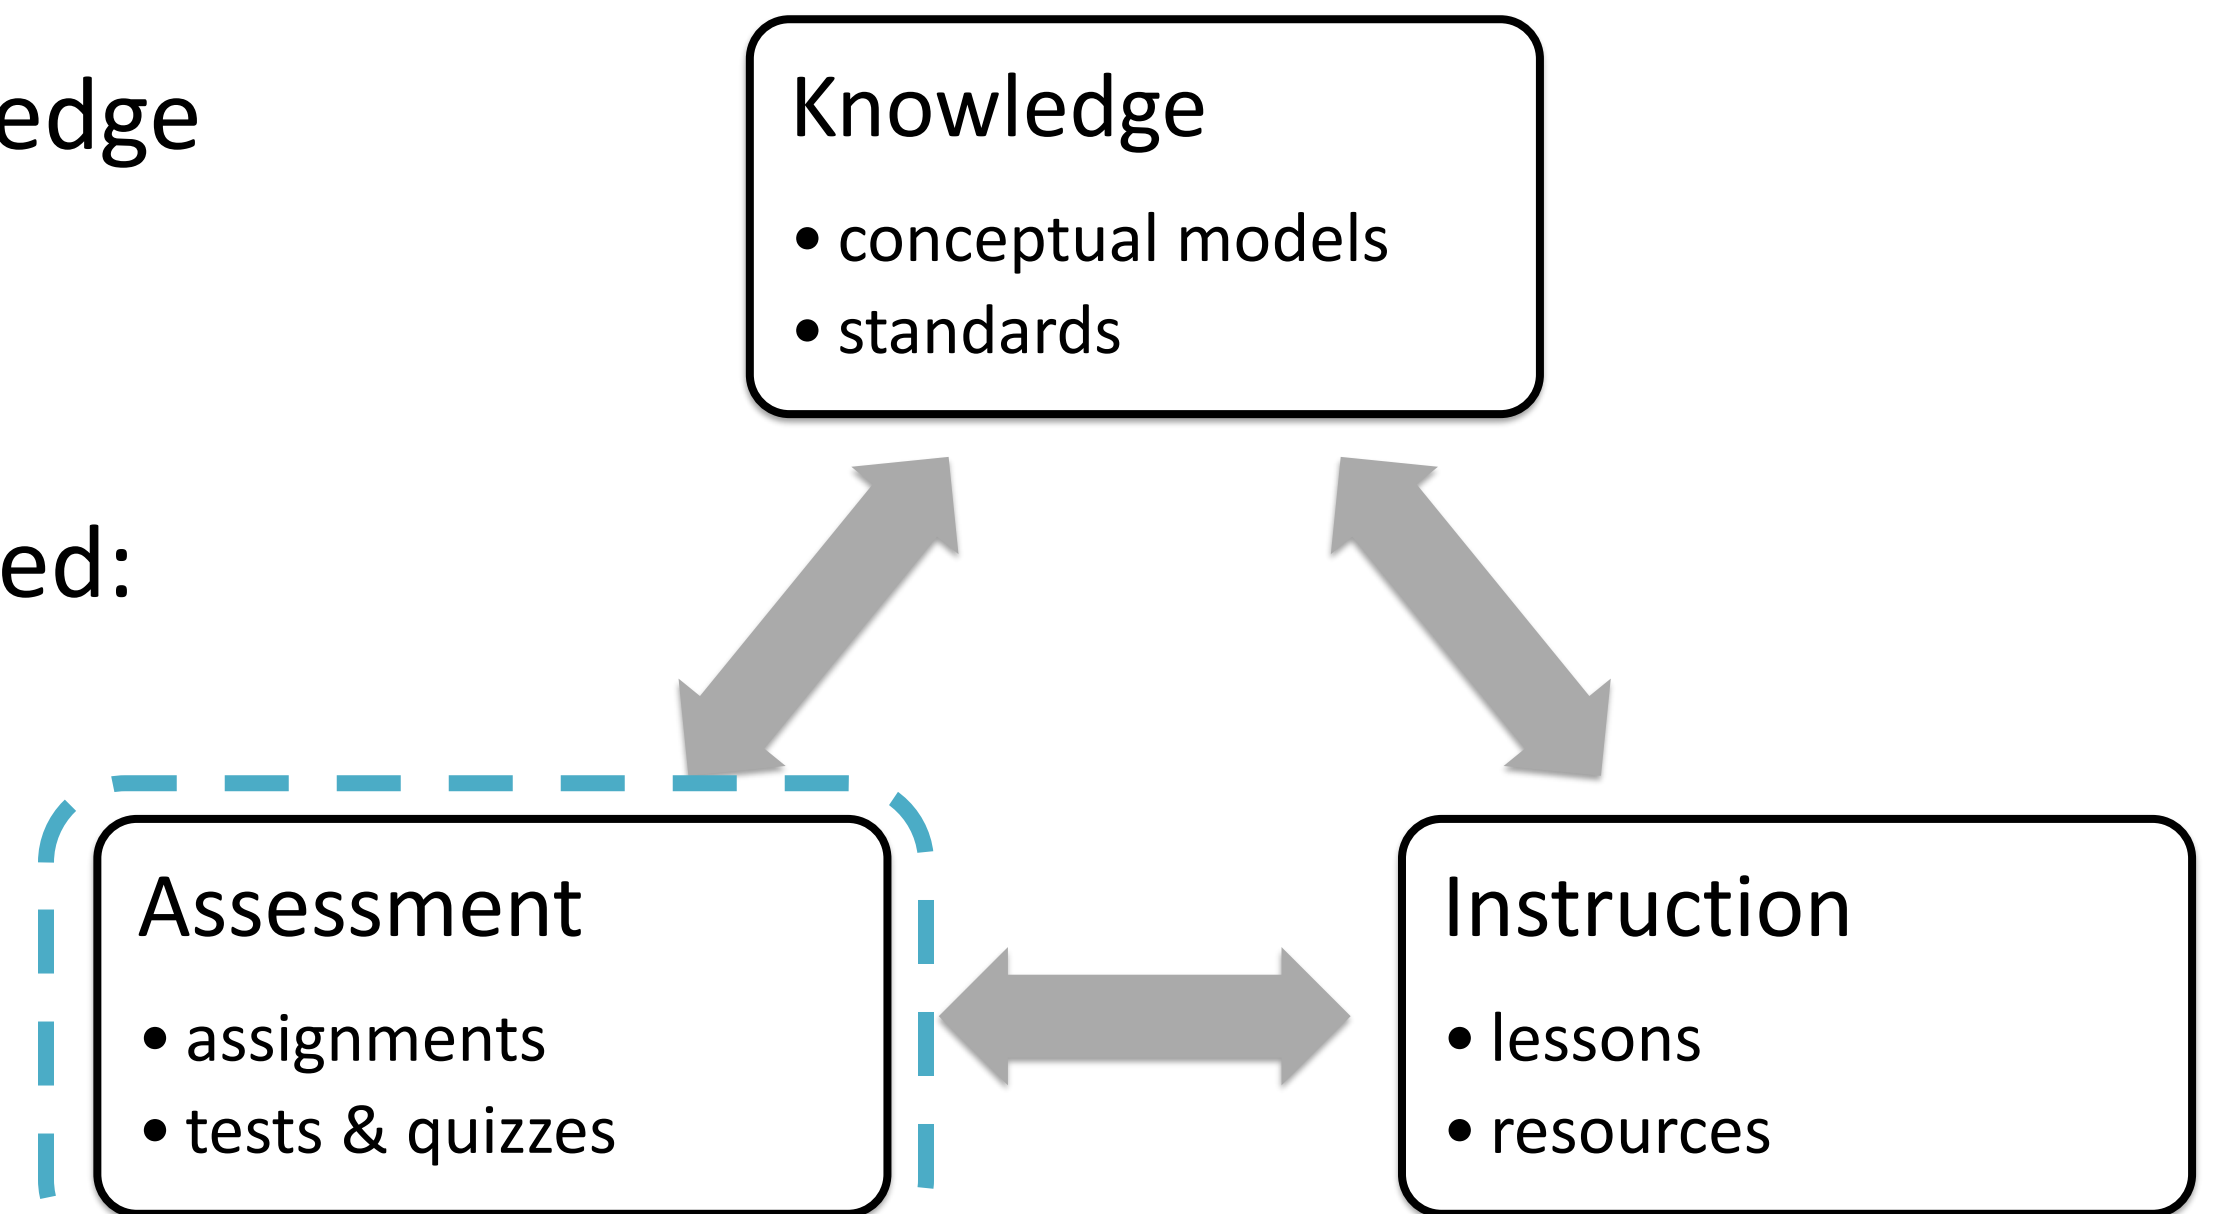 edge
Knowledge
• conceptual models
• standards
ed:
Assessment
• assignments
• tests & quizzes
Instruction
• lessons
• resources